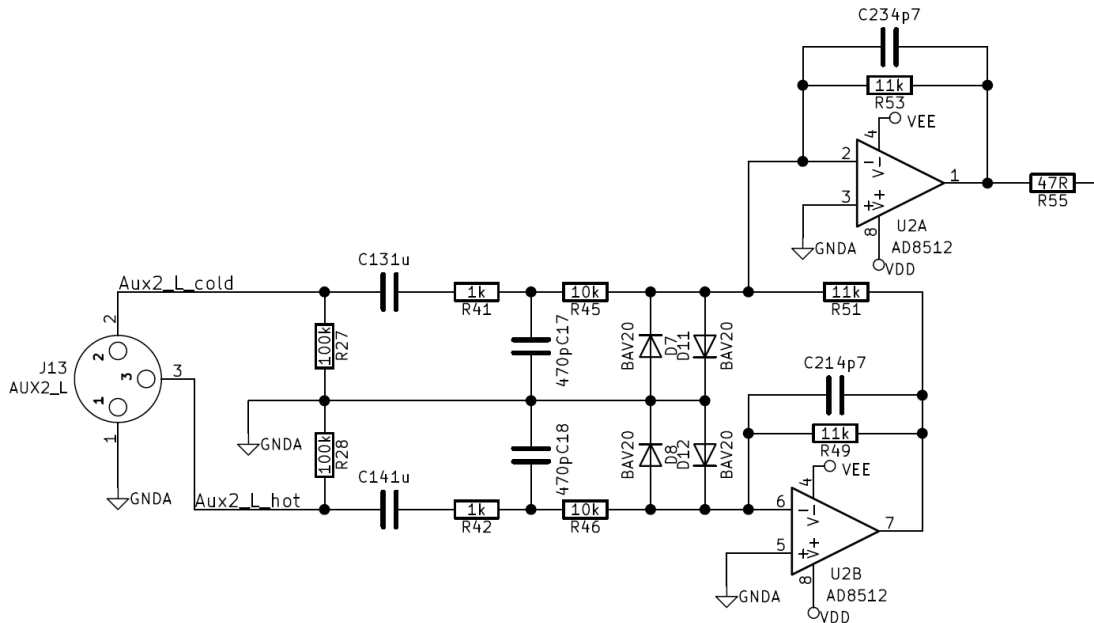 C234p7
11k
R53
VEE
4
2
V-
1
47R
R55
3
V+
8
U2A
AD8512
GNDA
VDD
C131u
Aux2_L_cold
1k
R41
10k
R45
11k
R51
2
100k
R27
470pC17
BAV20
D7
D11
BAV20
J13
AUX2_L
2
3
1
3
C214p7
GNDA
11k
R49
1
100k
R28
470pC18
BAV20
D8
D12
BAV20
VEE
4
GNDA
Aux2_L_hot
C141u
1k
R42
10k
R46
6
V-
7
5
V+
8
U2B
AD8512
GNDA
VDD